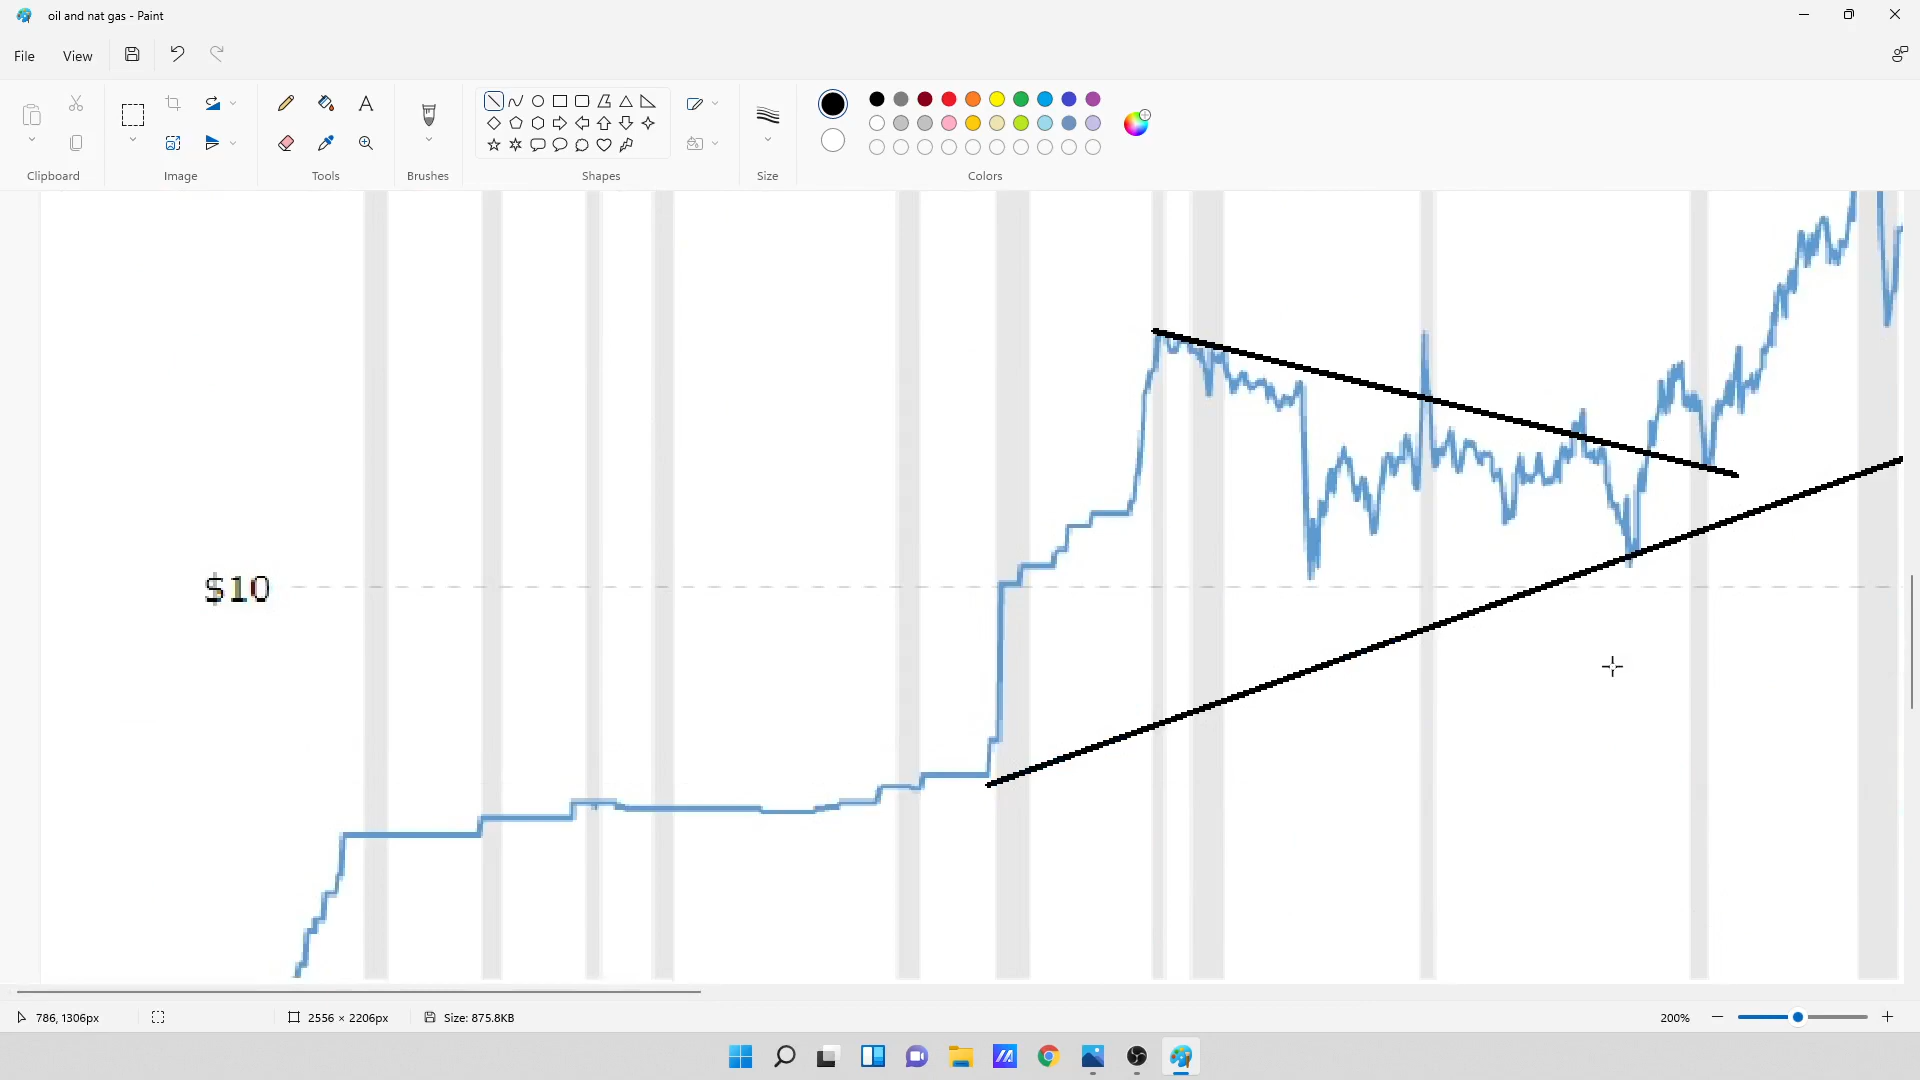 oil and nat gas - Paint
File
View
Clipboard
Image
Tools
Brushes
Shapes
Size
Colors
$10
786, 1306px
2556 × 2206px
Size: 875.8KB
200%